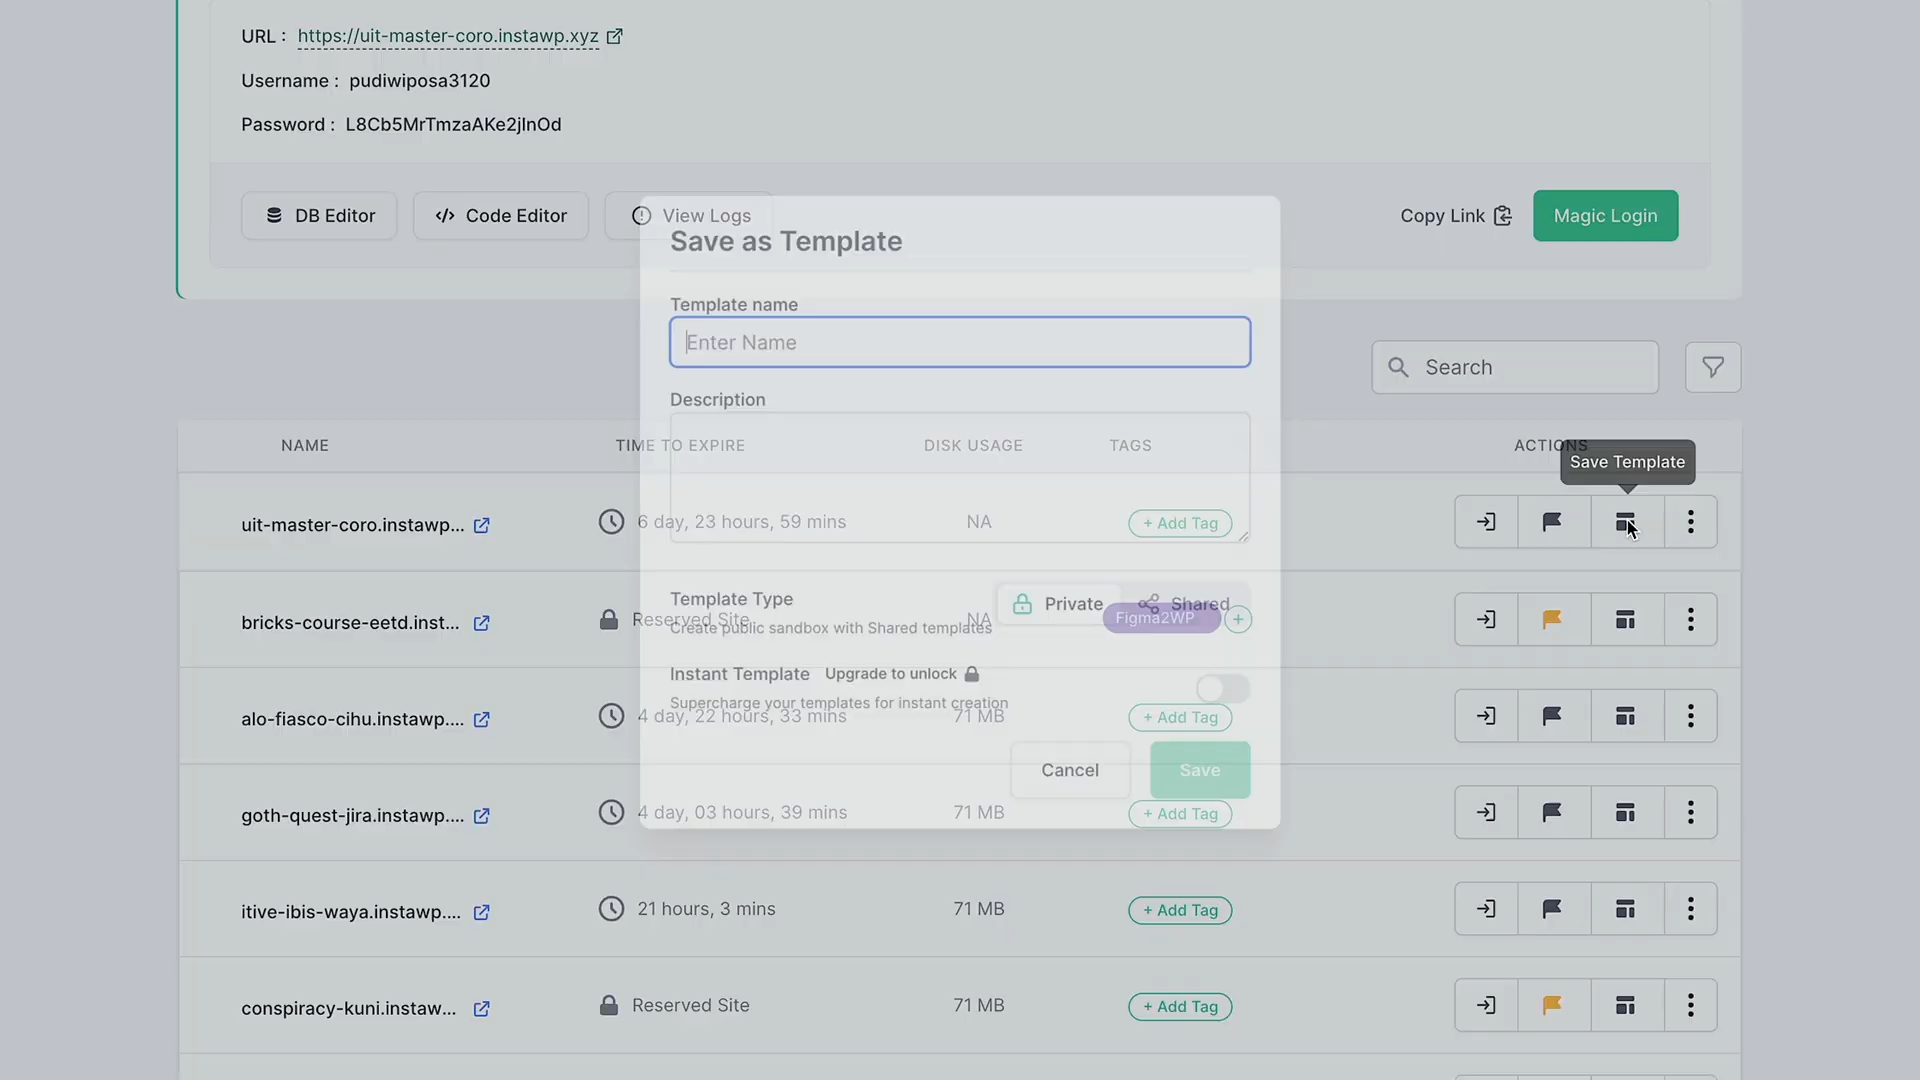 URL : https://uit-master-coro.instawp.xyz
Username : pudiwiposa3120
Password : L8Cb5MrTmzaAKe2jInOd
DB Editor
</> Code Editor
View Logs
Copy Link
Magic Login
Save as Template
Template name
Enter Name
Search
Description
NAME
TIME TO EXPIRE
DISK USAGE
TAGS
ACTIONS
Save Template
uit-master-coro.instawp...
6 day, 23 hours, 59 mins
NA
+ Add Tag
Template Type
Private
Shared
Create public sandbox with Shared templates
bricks-course-eetd.inst...
Reserved Site
NA
Figma2WP
+
Instant Template
Upgrade to unlock
Supercharge your templates for instant creation
alo-fiasco-cihu.instawp....
4 day, 22 hours, 33 mins
71 MB
+ Add Tag
Cancel
Save
goth-quest-jira.instawp....
4 day, 03 hours, 39 mins
71 MB
+ Add Tag
itive-ibis-waya.instawp....
21 hours, 3 mins
71 MB
+ Add Tag
conspiracy-kuni.instaw...
Reserved Site
71 MB
+ Add Tag